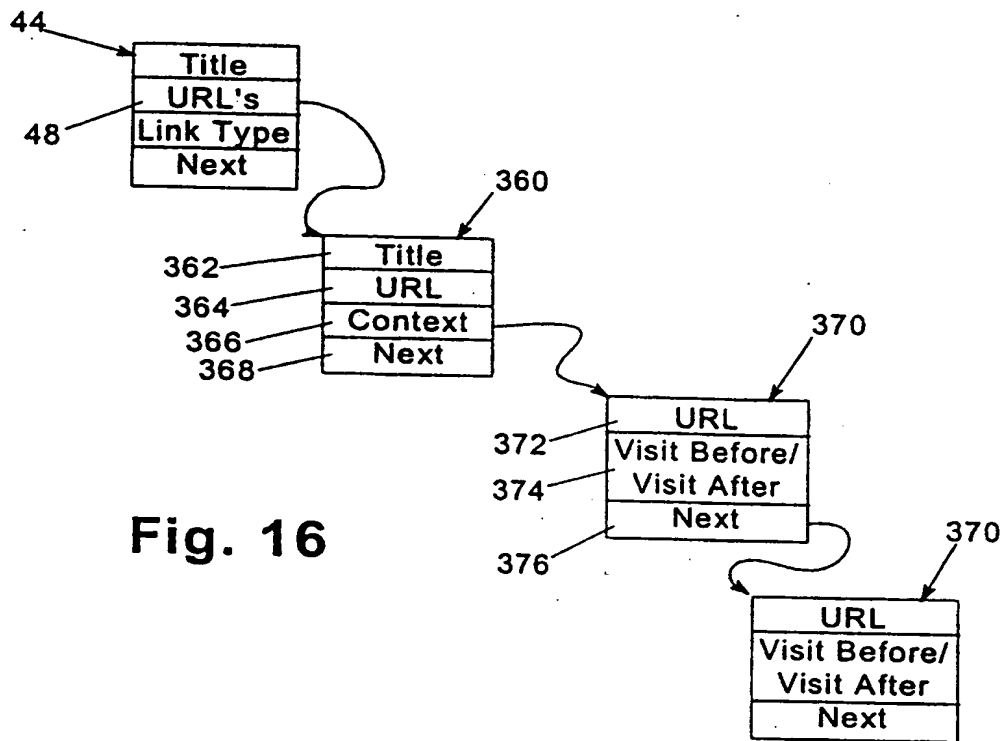 44
Title
URL's
48
Link Type
Next
360
Title
362
URL
364
Context
366
Next
368
370
URL
372
Visit Before/
Visit After
374
Next
376
Fig. 16
370
URL
Visit Before/
Visit After
Next